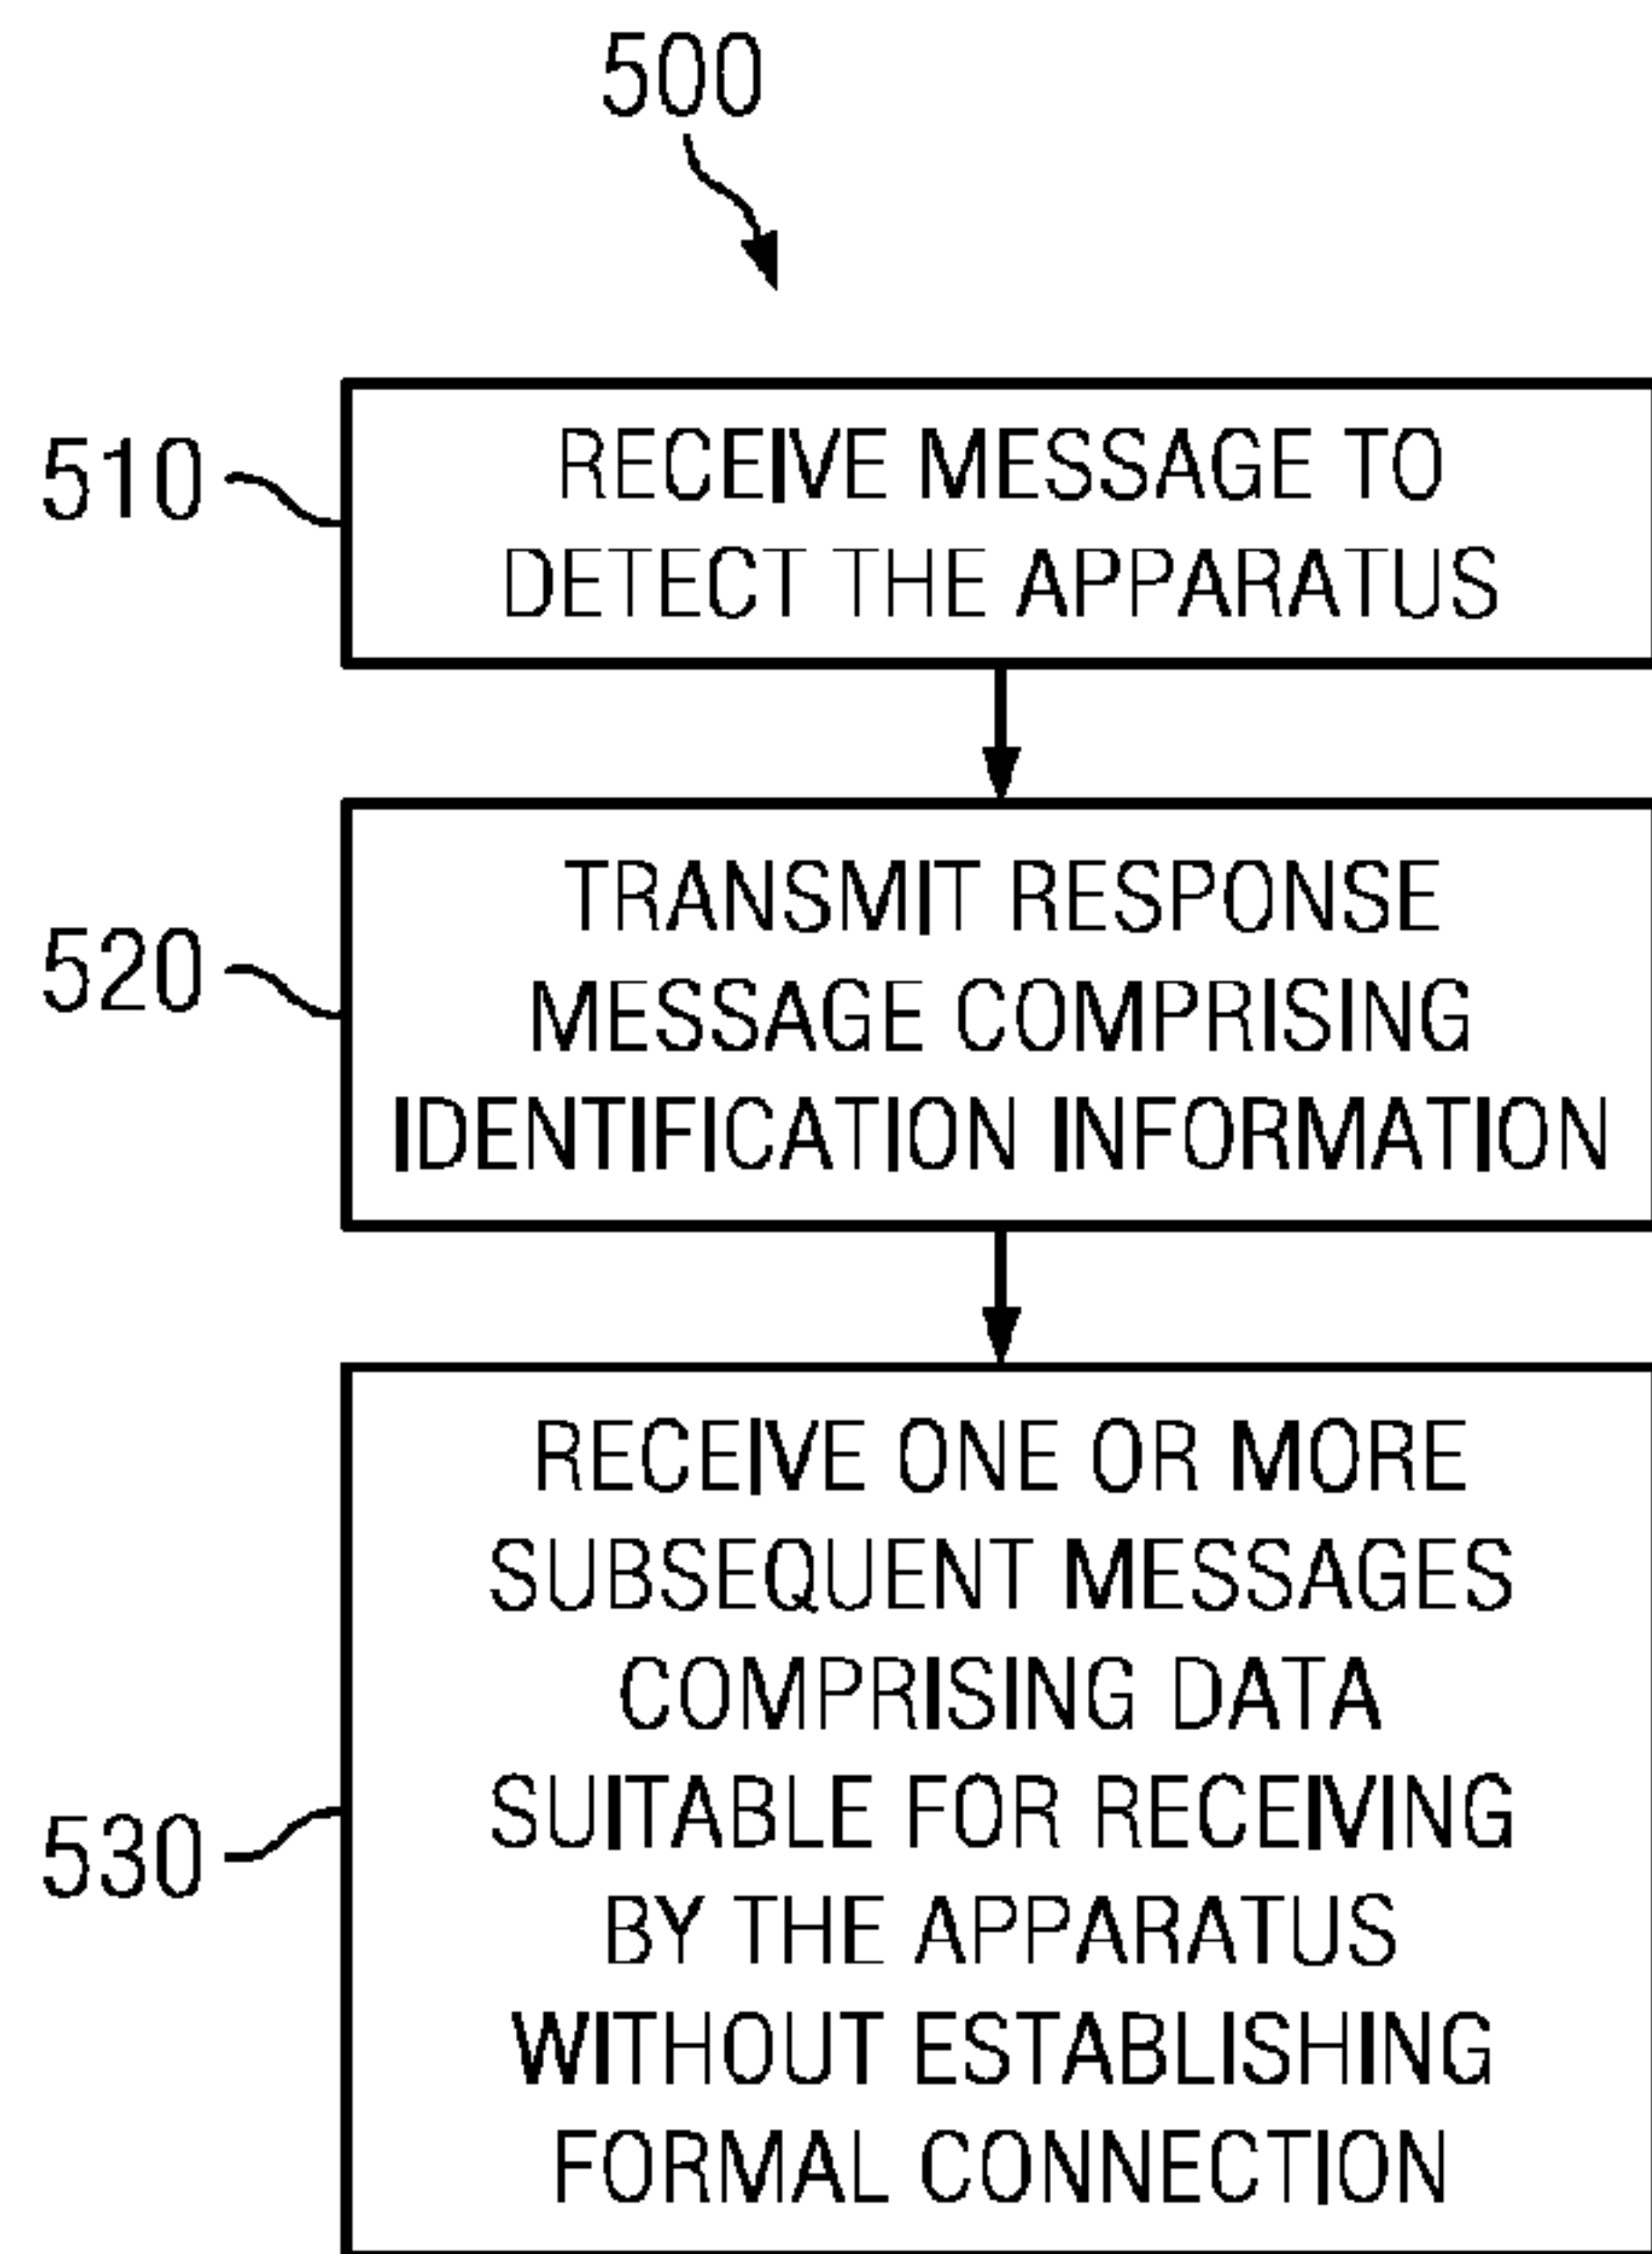 500
510
RECEIVE MESSAGE TO
DETECT THE APPARATUS
520
TRANSMIT RESPONSE
MESSAGE COMPRISING
IDENTIFICATION INFORMATION
530
RECEIVE ONE OR MORE
SUBSEQUENT MESSAGES
COMPRISING DATA
SUITABLE FOR RECEIVING
BY THE APPARATUS
WITHOUT ESTABLISHING
FORMAL CONNECTION